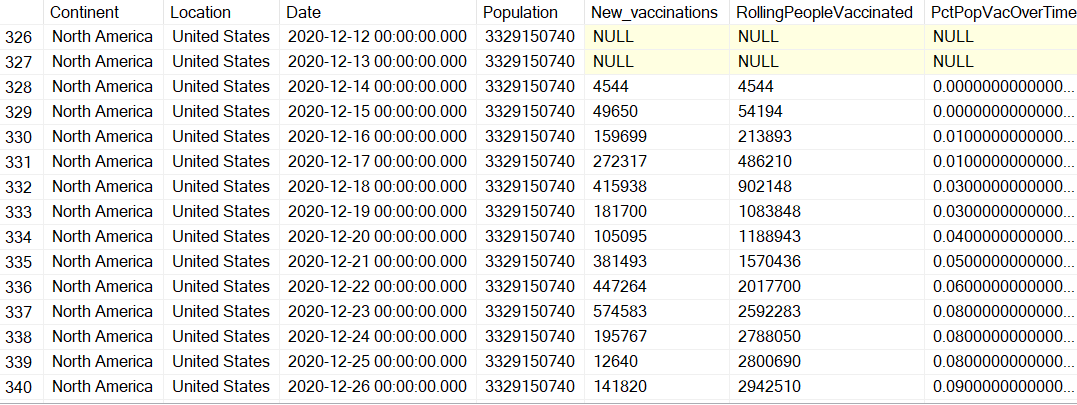 Continent Location Date Population New_vaccinations RollingPeopleVaccinated PctPopVacOverTime
326 North America United States 2020-12-12 00:00:00.000 3329150740 NULL NULL NULL
327 North America United States 2020-12-13 00:00:00.000 3329150740 NULL NULL NULL
328 North America United States 2020-12-14 00:00:00.000 3329150740 4544 4544 0.0000000000000...
329 North America United States 2020-12-15 00:00:00.000 3329150740 49650 54194 0.0000000000000...
330 North America United States 2020-12-16 00:00:00.000 3329150740 159699 213893 0.0100000000000...
331 North America United States 2020-12-17 00:00:00.000 3329150740 272317 486210 0.0100000000000...
332 North America United States 2020-12-18 00:00:00.000 3329150740 415938 902148 0.0300000000000...
333 North America United States 2020-12-19 00:00:00.000 3329150740 181700 1083848 0.0300000000000...
334 North America United States 2020-12-20 00:00:00.000 3329150740 105095 1188943 0.0400000000000...
335 North America United States 2020-12-21 00:00:00.000 3329150740 381493 1570436 0.0500000000000...
336 North America United States 2020-12-22 00:00:00.000 3329150740 447264 2017700 0.0600000000000...
337 North America United States 2020-12-23 00:00:00.000 3329150740 574583 2592283 0.0800000000000...
338 North America United States 2020-12-24 00:00:00.000 3329150740 195767 2788050 0.0800000000000...
339 North America United States 2020-12-25 00:00:00.000 3329150740 12640 2800690 0.0800000000000...
340 North America United States 2020-12-26 00:00:00.000 3329150740 141820 2942510 0.0900000000000...